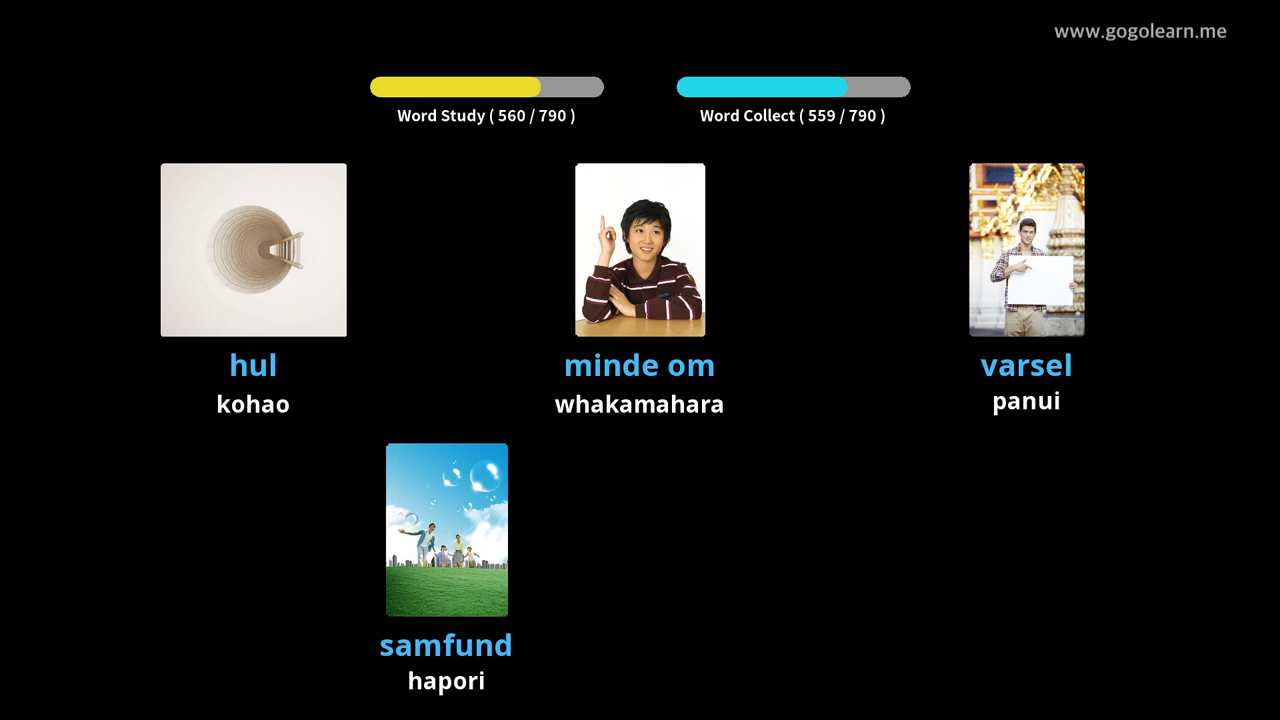 www.gogolearn.me
Word Study ( 560 / 790 )
Word Collect ( 559 / 790 )
hul
kohao
minde om
whakamahara
varsel
panui
samfund
hapori